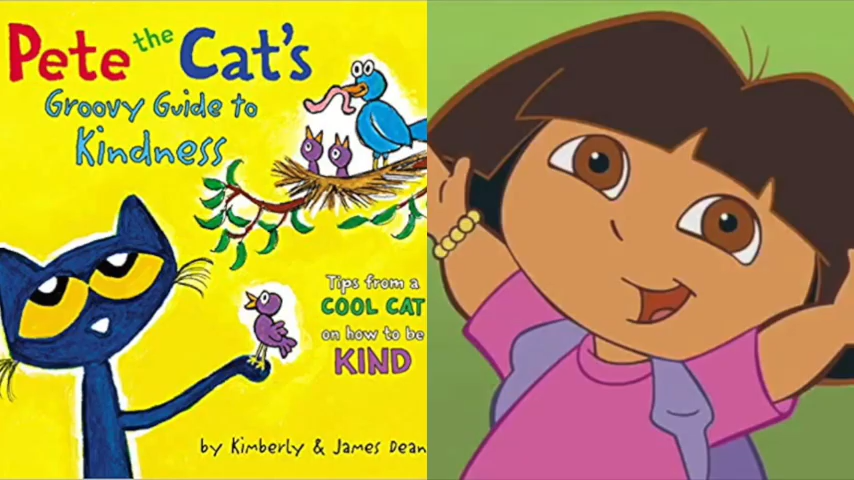 Pete the Cat's
Groovy Guide to
Kindness
Tips from a
COOL CAT
on how to be
KIND
by Kimberly & James Dean